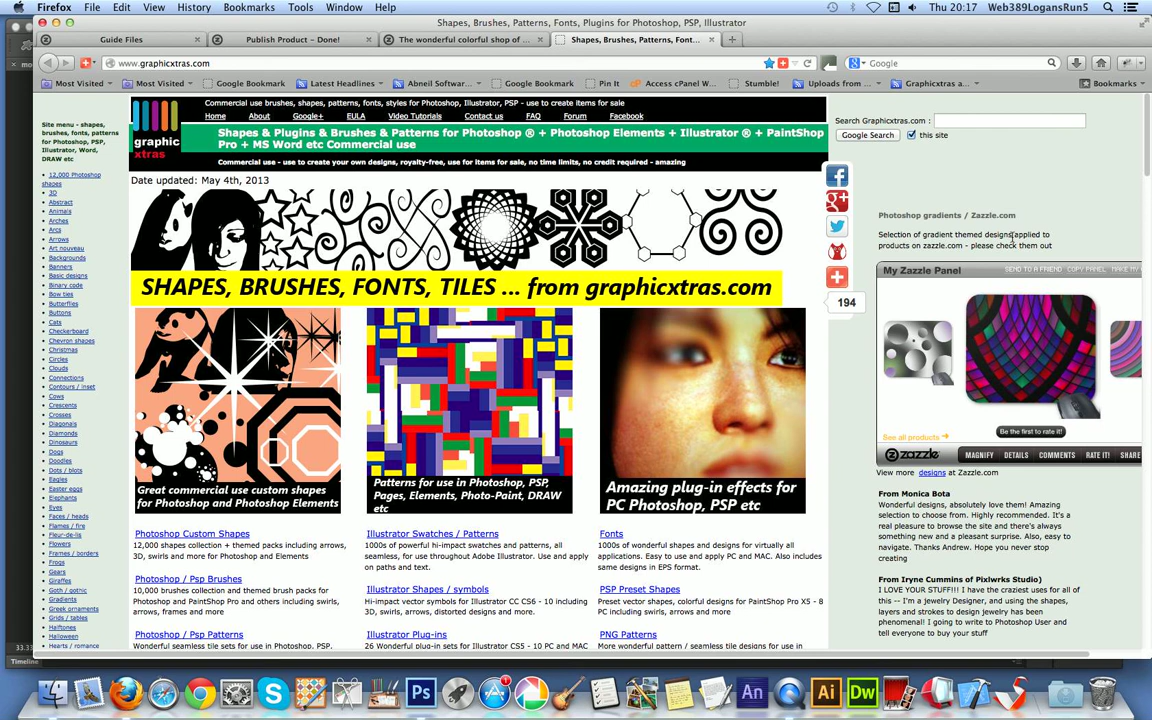 Firefox File Edit View History Bookmarks Tools Window Help Thu 20:17 Web389LogansRun5
Shapes, Brushes, Patterns, Fonts, Plugins for Photoshop, PSP, Illustrator
Guide Files
Publish Product – Done!
The wonderful colorful shop of ...
Shapes, Brushes, Patterns, Font...
www.graphicxtras.com
Google
Most Visited
Most Visited
Google Bookmark
Latest Headlines
Abneil Softwar...
Google Bookmark
Pin It
Access cPanel W...
Stumble!
Uploads from ...
Graphicxtras a...
Bookmarks
Site menu - shapes,
brushes, fonts, patterns
for Photoshop, PSP,
Illustrator, Word,
DRAW etc
12,000 Photoshop
shapes
3D
Abstract
Animals
Arches
Arcs
Arrows
Art nouveau
Backgrounds
Banners
Basic designs
Binary code
Bow ties
Butterflies
Buttons
Cats
Checkerboard
Chevron shapes
Christmas
Circles
Clouds
Connections
Contours / inset
Cows
Crescents
Crosses
Diagonals
Diamonds
Dinosaurs
Dogs
Doodles
Dots / blots
Eagles
Easter eggs
Elephants
Eyes
Faces / heads
Flames / fire
Fleur-de-lis
Flowers
Frames / borders
Frogs
Gears
Giraffes
Goth / gothic
Gradients
Greek ornaments
Grids / tables
Halftones
Halloween
Hearts / romance
graphic
xtras
Commercial use brushes, shapes, patterns, fonts, styles for Photoshop, Illustrator, PSP - use to create items for sale
Home About Google+ EULA Video Tutorials Contact us FAQ Forum Facebook
Shapes & Plugins & Brushes & Patterns for Photoshop ® + Photoshop Elements + Illustrator ® + PaintShop
Pro + MS Word etc Commercial use
Commercial use - use to create your own designs, royalty-free, use for items for sale, no time limits, no credit required - amazing
Date updated: May 4th, 2013
SHAPES, BRUSHES, FONTS, TILES ... from graphicxtras.com
Great commercial use custom shapes
for Photoshop and Photoshop Elements
Patterns for use in Photoshop, PSP,
Pages, Elements, Photo-Paint, DRAW
etc
Amazing plug-in effects for
PC Photoshop, PSP etc
Photoshop Custom Shapes
12,000 shapes collection + themed packs including arrows,
3D, swirls and more for Photoshop and Elements
Photoshop / Psp Brushes
10,000 brushes collection and themed brush packs for
Photoshop and PaintShop Pro and others including swirls,
arrows, frames and more
Photoshop / Psp Patterns
Wonderful seamless tile sets for use in Photoshop, PSP,
Illustrator Swatches / Patterns
1000s of powerful hi-impact swatches and patterns, all
seamless, for use throughout Adobe Illustrator. Use and apply
on paths and text.
Illustrator Shapes / symbols
Hi-impact vector symbols for Illustrator CC CS6 - 10 including
3D, swirls, arrows, distorted designs and more.
Illustrator Plug-ins
26 Wonderful plug-in sets for Illustrator CS5 - 10 PC and MAC
Fonts
1000s of wonderful shapes and designs for virtually all
applications. Easy to use and apply PC and MAC. Also includes
same designs in EPS format.
PSP Preset Shapes
Preset vector shapes, colorful designs for PaintShop Pro X5 - 8
PC including swirls, arrows and more
PNG Patterns
More wonderful pattern / seamless tile designs for use in
194
Search Graphicxtras.com :
Google Search
this site
Photoshop gradients / Zazzle.com
Selection of gradient themed designs applied to
products on zazzle.com - please check them out
My Zazzle Panel
SEND TO A FRIEND COPY PANEL MAKE MY
See all products
Be the first to rate it!
zazzle
MAGNIFY DETAILS COMMENTS RATE IT! SHARE
View more designs at Zazzle.com
From Monica Bota
Wonderful designs, absolutely love them! Amazing
selection to choose from. Highly recommended. It's a
real pleasure to browse the site and there's always
something new and a pleasant surprise. Also, easy to
navigate. Thanks Andrew. Hope you never stop
creating
From Iryne Cummins of Pixlwrks Studio)
I LOVE YOUR STUFF!!! I have the craziest uses for all of
this -- I'm a jewelry Designer, and using the shapes,
layers and strokes to design jewelry has been
phenomenal! I going to write to Photoshop User and
tell everyone to buy your stuff
33.33
Timeline
Ps
1
An
Ai
Dw